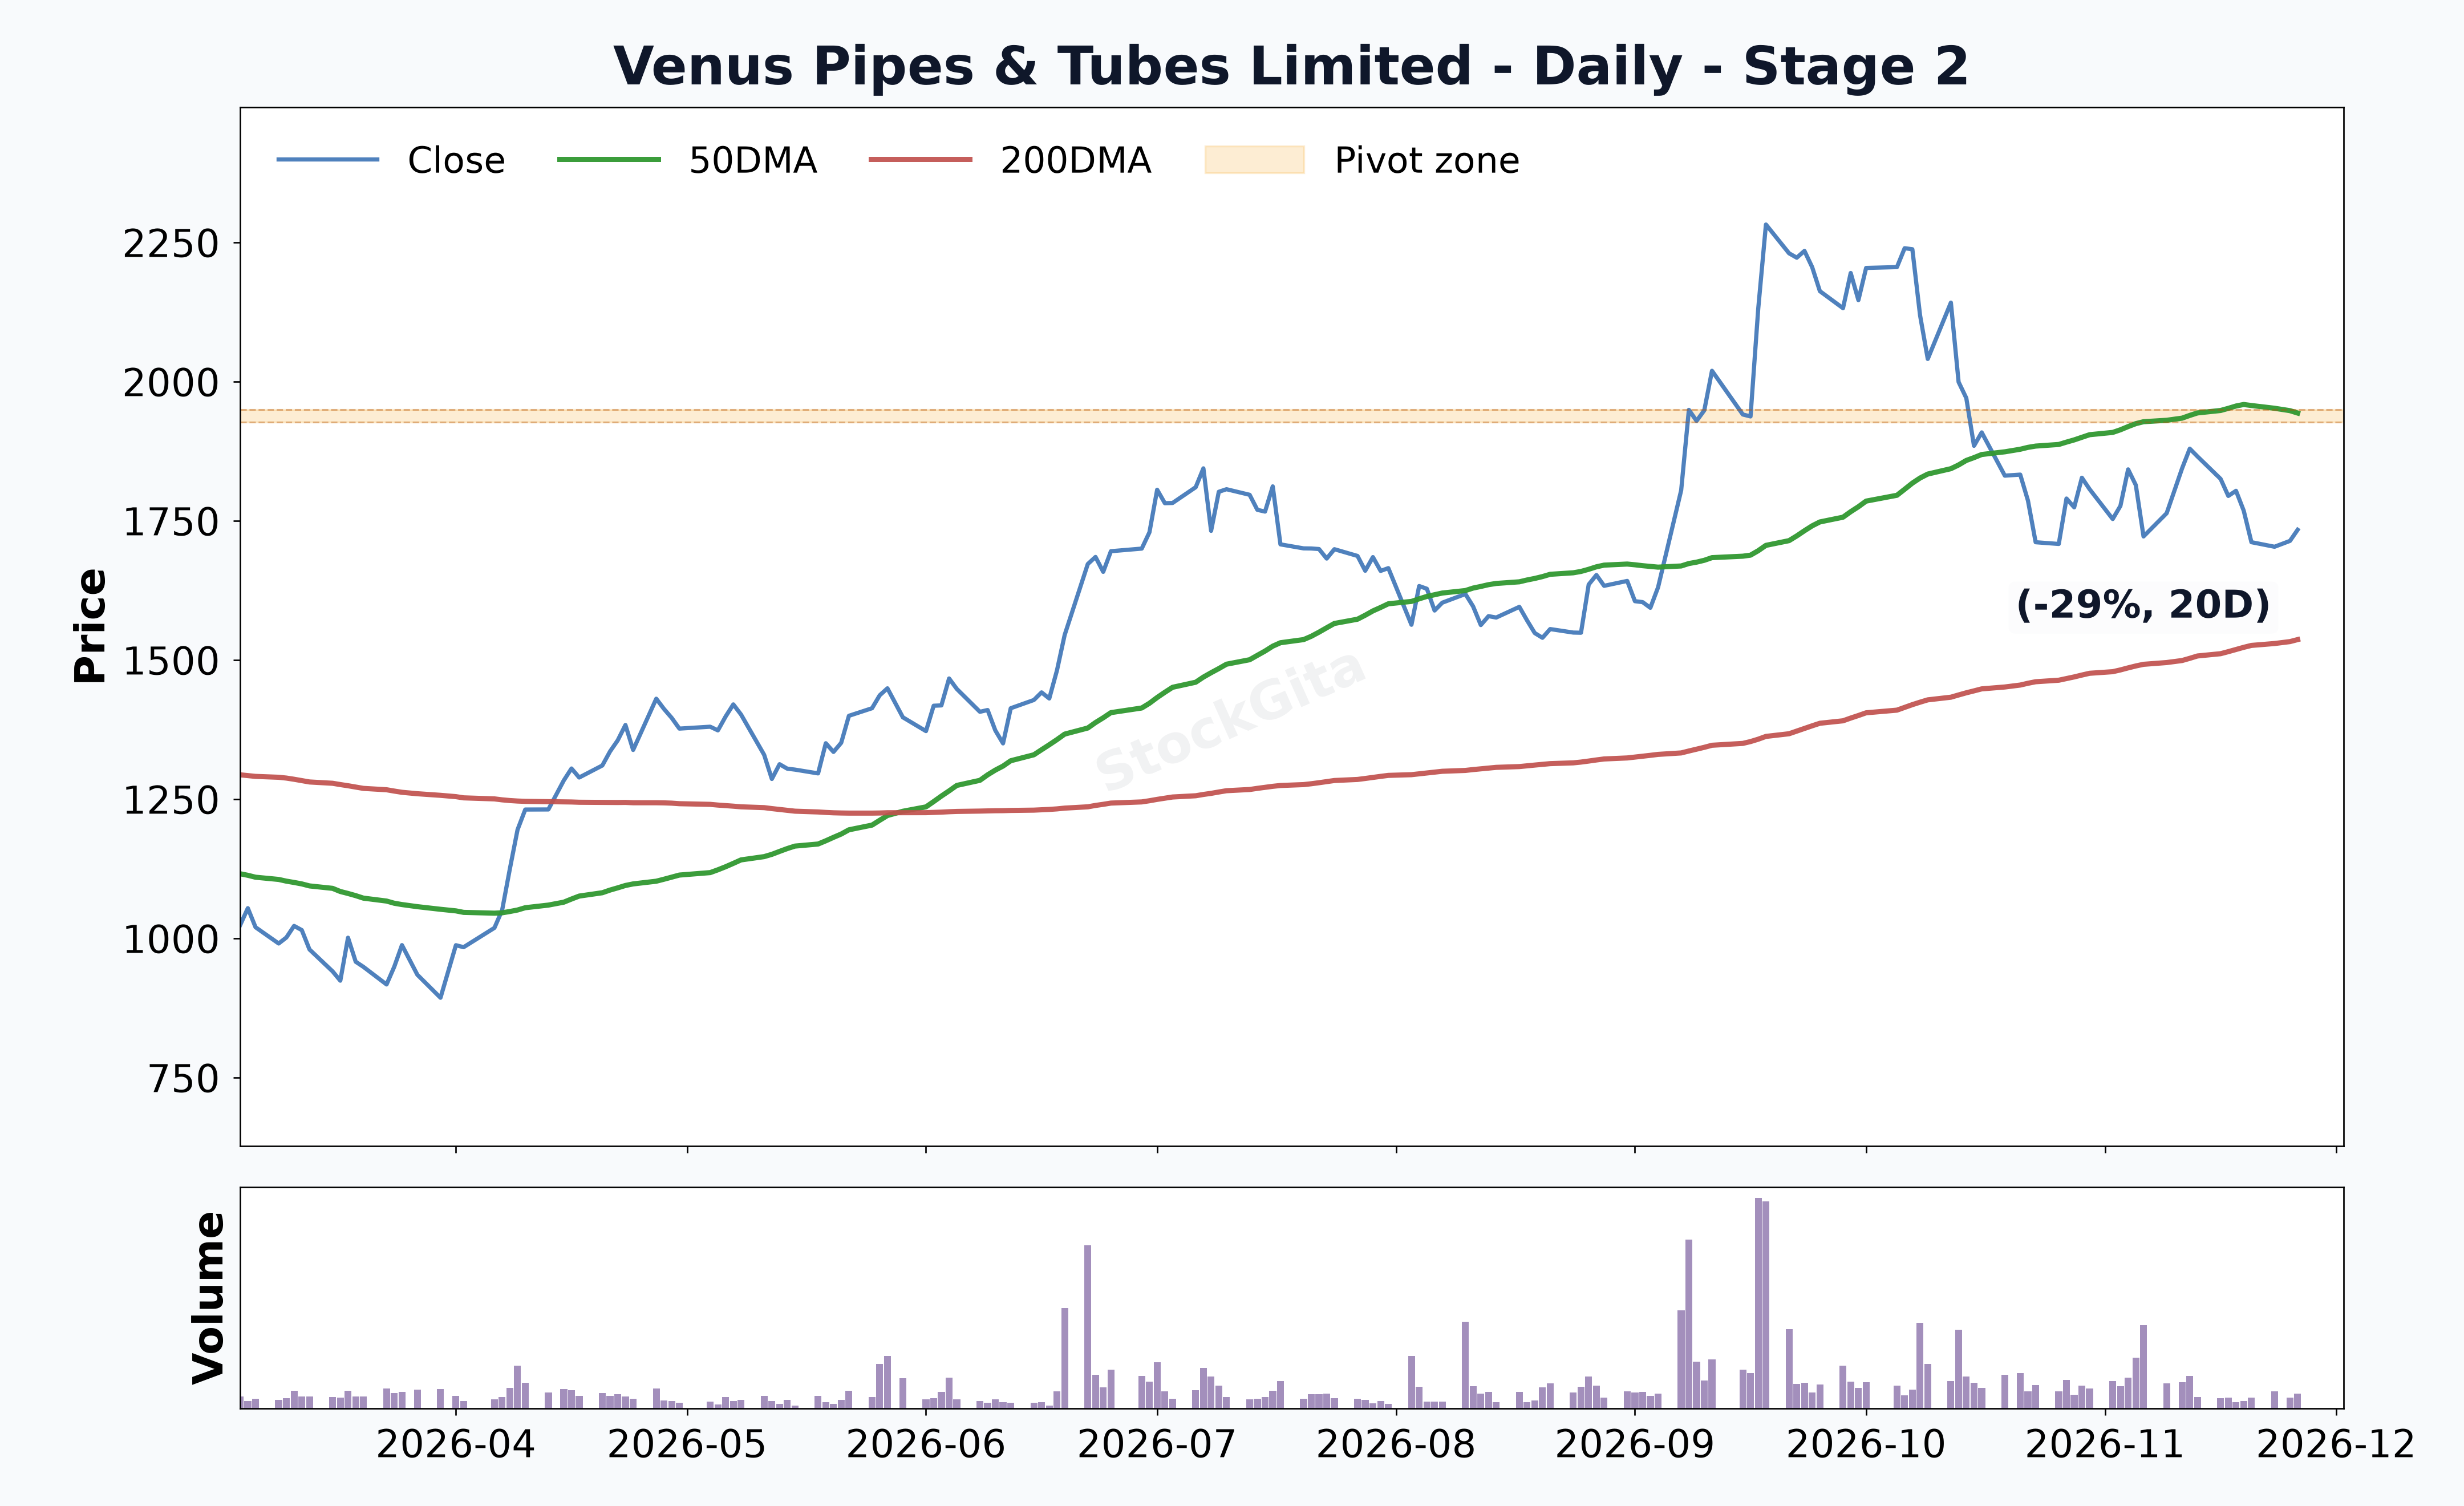 Venus Pipes & Tubes Limited - Daily - Stage 2
Close 50DMA 200DMA Pivot zone
2250
2000
1750
1500
1250
1000
750
Price
(-29%, 20D)
StockGita
Volume
2026-04 2026-05 2026-06 2026-07 2026-08 2026-09 2026-10 2026-11 2026-12